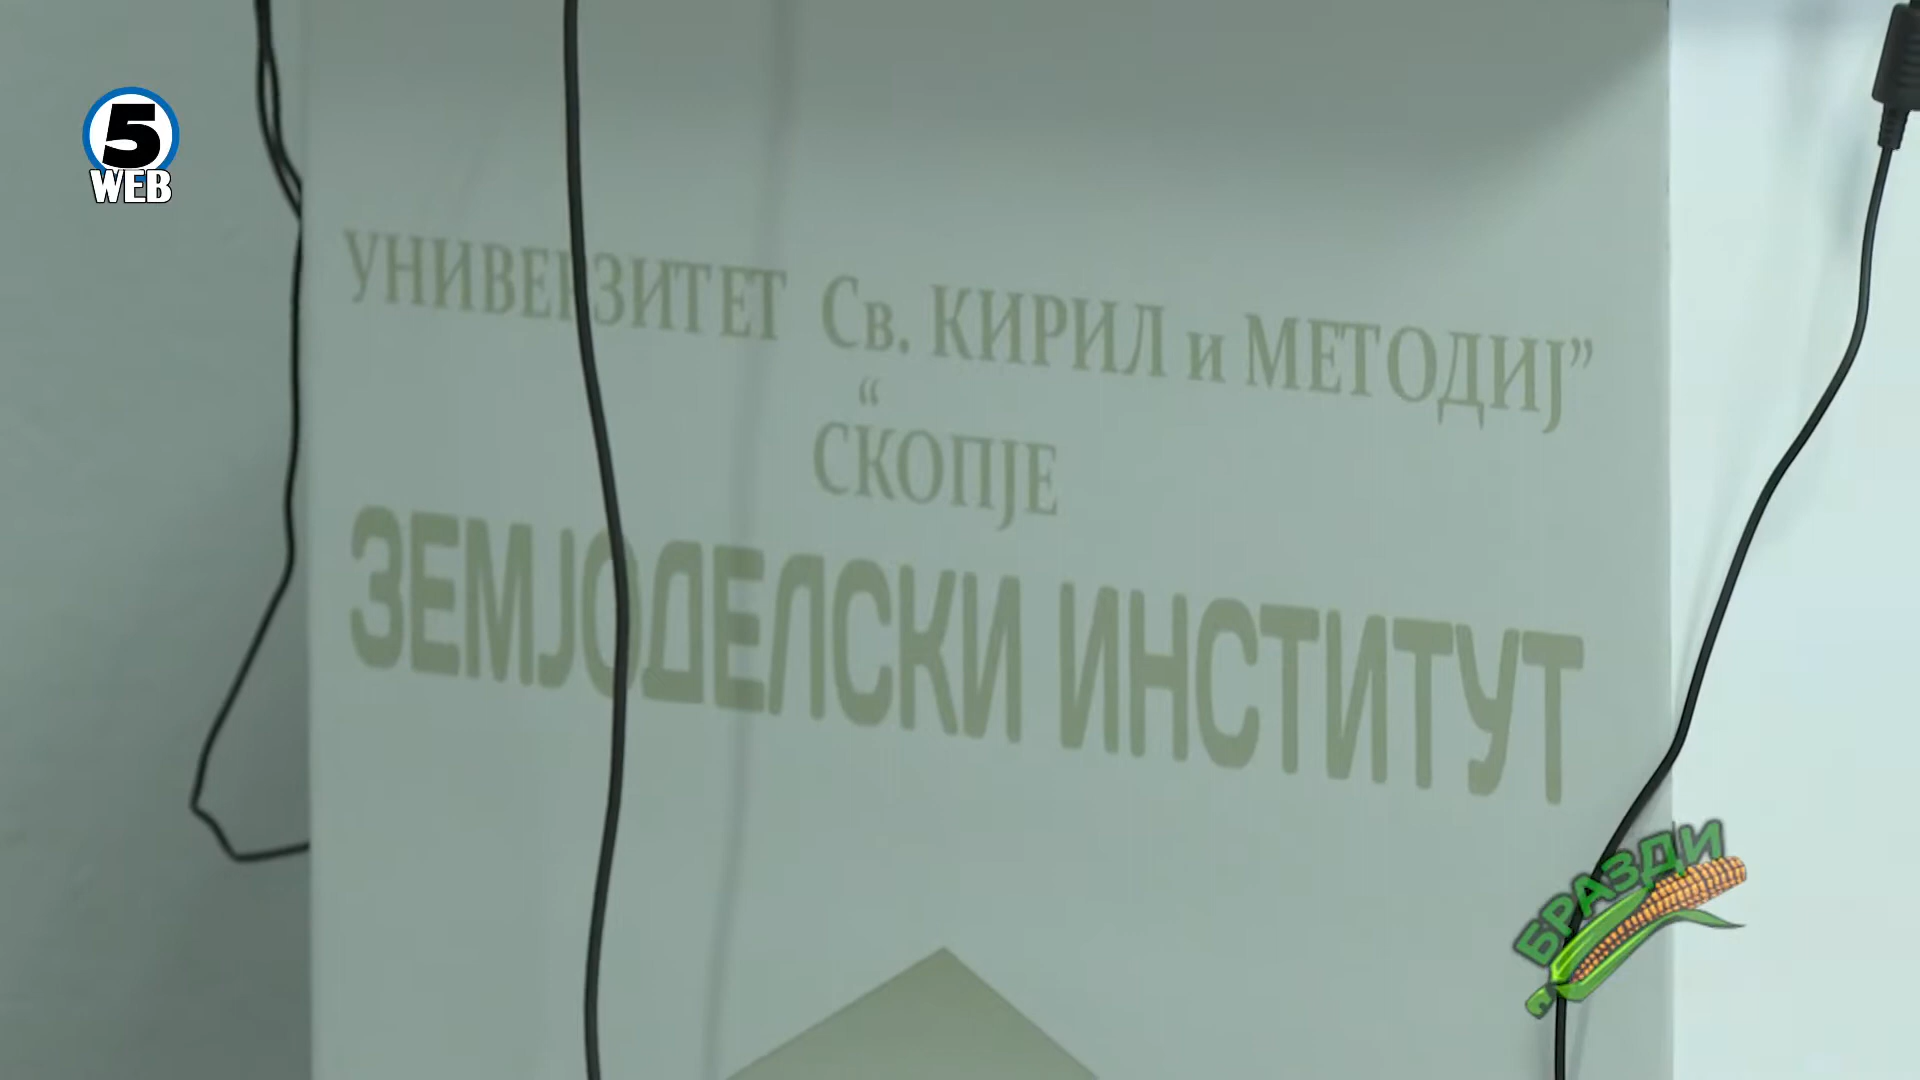 5
WEB
УНИВЕРЗИТЕТ Св. КИРИЛ и МЕТОДИЈ”
“
СКОПЈЕ
ЗЕМЈОДЕЛСКИ ИНСТИТУТ
БРАЗДИ